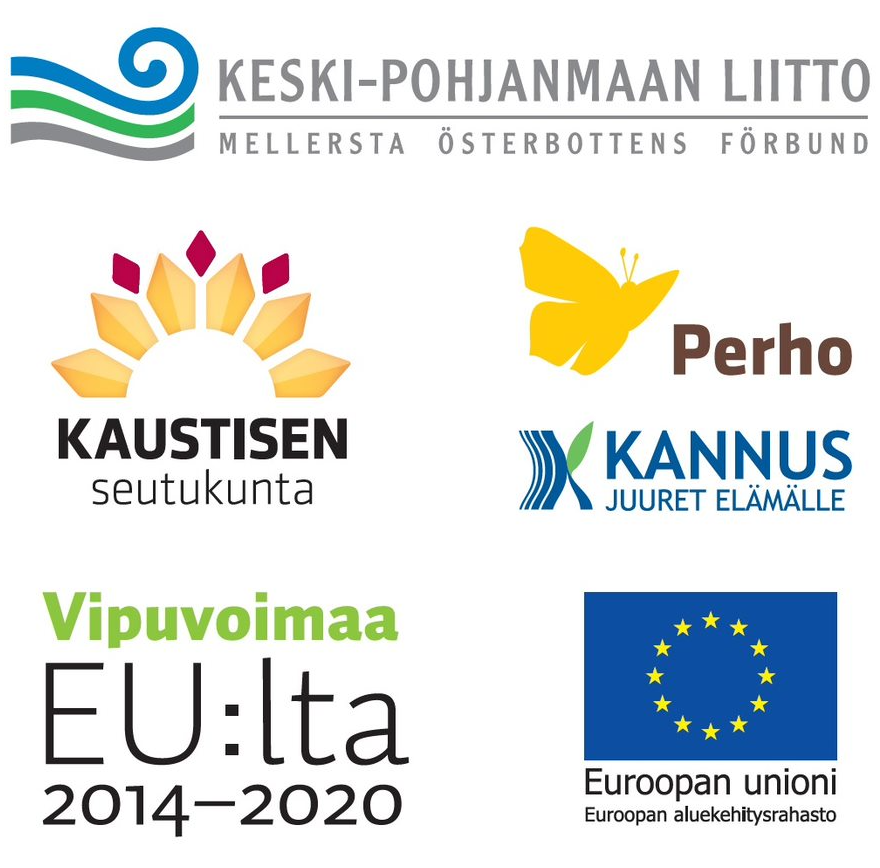 KESKI-POHJANMAAN LIITTO
MELLERSTA ÖSTERBOTTENS FÖRBUND
KAUSTISEN
seutukunta
Perho
KANNUS
JUURET ELÄMÄLLE
Vipuvoimaa
EU:lta
2014–2020
Euroopan unioni
Euroopan aluekehitysrahasto